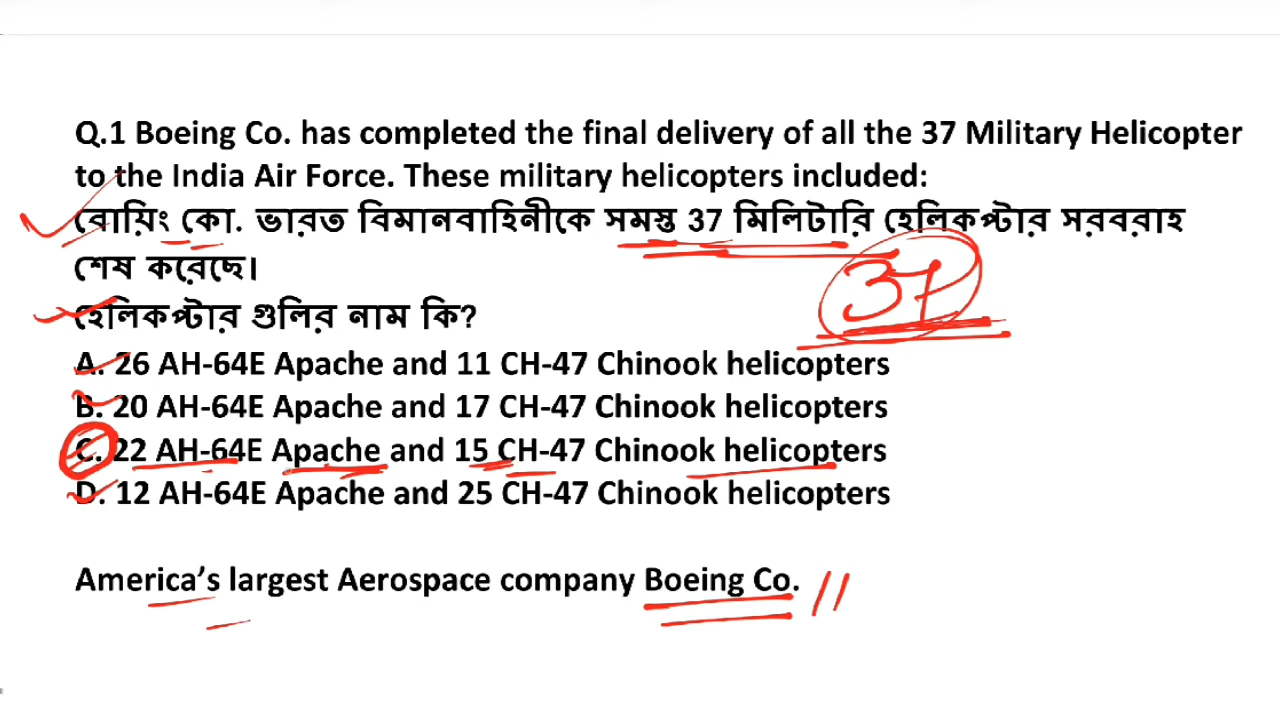 Q.1 Boeing Co. has completed the final delivery of all the 37 Military Helicopter
to the India Air Force. These military helicopters included:
বোয়িং কো. ভারত বিমানবাহিনীকে সমস্ত 37 মিলিটারি হেলিকপ্টার সরবরাহ
শেষ করেছে।
37
হেলিকপ্টার গুলির নাম কি?
A. 26 AH-64E Apache and 11 CH-47 Chinook helicopters
B. 20 AH-64E Apache and 17 CH-47 Chinook helicopters
C. 22 AH-64E Apache and 15 CH-47 Chinook helicopters
D. 12 AH-64E Apache and 25 CH-47 Chinook helicopters
America's largest Aerospace company Boeing Co.